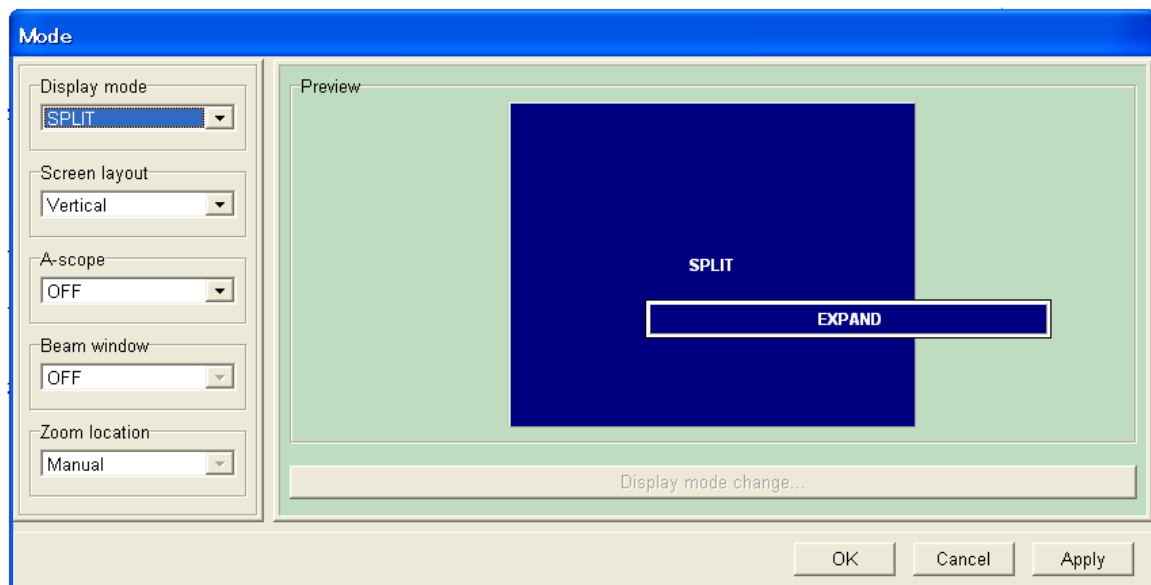 Mode
Display mode
SPLIT
Screen layout
Vertical
A-scope
OFF
Beam window
OFF
Zoom location
Manual
Preview
SPLIT
EXPAND
Display mode change...
OK
Cancel
Apply